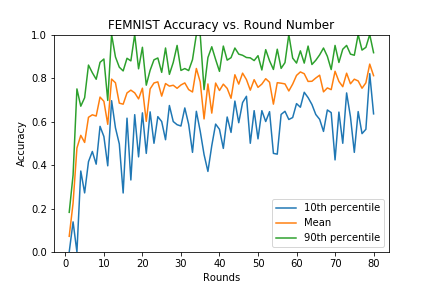 FEMNIST Accuracy vs. Round Number
1.0
0.8
0.6
0.4
0.2
0.0
Accuracy
10th percentile
Mean
90th percentile
0 10 20 30 40 50 60 70 80
Rounds